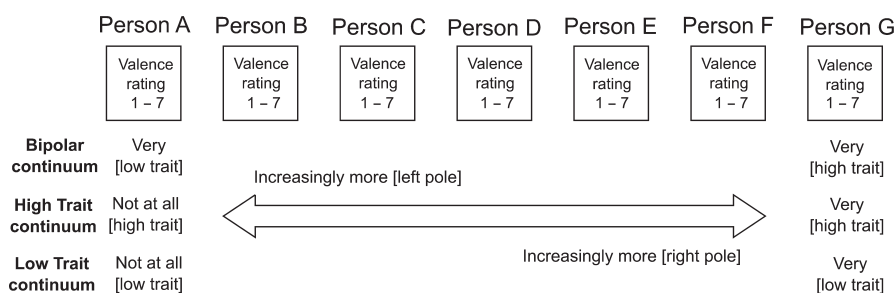 Person A Person B Person C Person D Person E Person F Person G
Valence Valence Valence Valence Valence Valence Valence
rating rating rating rating rating rating rating
1 – 7 1 – 7 1 – 7 1 – 7 1 – 7 1 – 7 1 – 7
Bipolar Very Very
continuum [low trait] [high trait]
Increasingly more [left pole]
High Trait Not at all Very
continuum [high trait] [high trait]
Increasingly more [right pole]
Low Trait Not at all Very
continuum [low trait] [low trait]